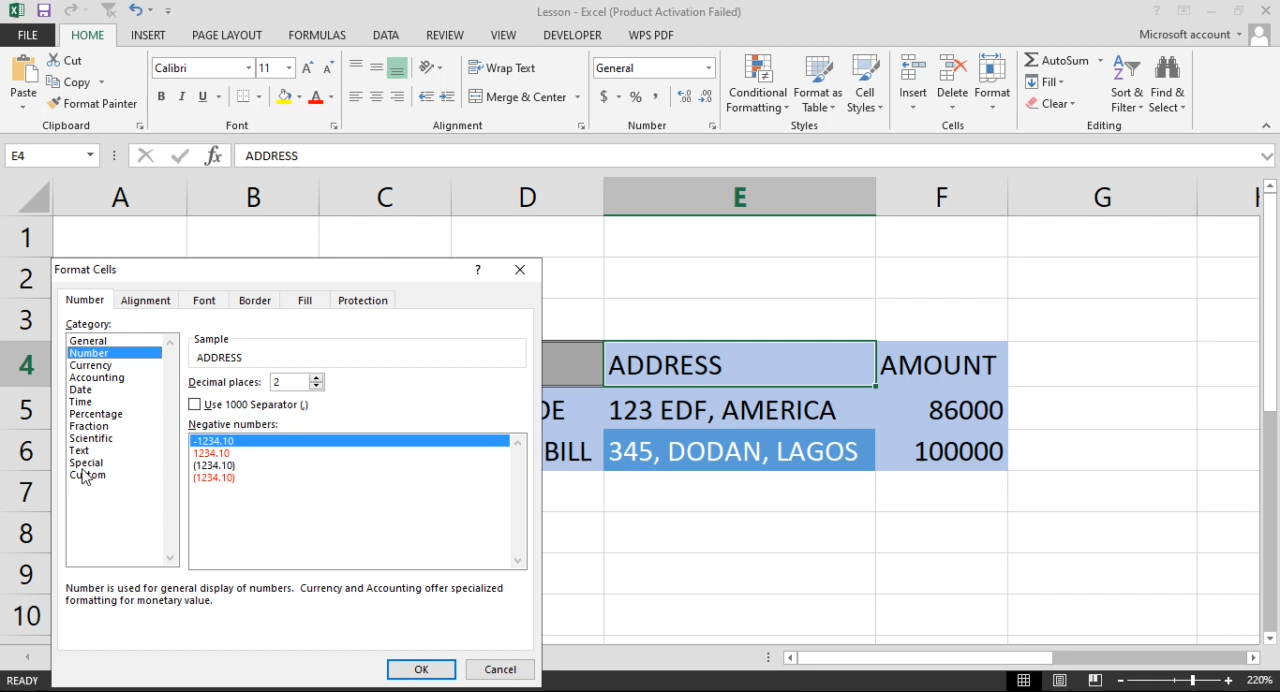 Lesson - Excel (Product Activation Failed)
FILE HOME INSERT PAGE LAYOUT FORMULAS DATA REVIEW VIEW DEVELOPER WPS PDF Microsoft account
Paste
Cut
Copy
Format Painter
Clipboard
Calibri 11
B I U A
Font
Wrap Text
Merge & Center
Alignment
General
$ % ,
Number
Conditional Formatting
Format as Table
Cell Styles
Styles
Insert Delete Format
Cells
AutoSum
Fill
Clear
Sort & Filter
Find & Select
Editing
E4 fx ADDRESS
A B C D E F G
1
2
3
4 ADDRESS AMOUNT
5 DE 123 EDF, AMERICA 86000
6 BILL 345, DODAN, LAGOS 100000
7
8
9
10
Format Cells ?
Number Alignment Font Border Fill Protection
Category:
General
Number
Currency
Accounting
Date
Time
Percentage
Fraction
Scientific
Text
Special
Custom
Sample
ADDRESS
Decimal places: 2
Use 1000 Separator (,)
Negative numbers:
-1234.10
1234.10
(1234.10)
(1234.10)
Number is used for general display of numbers. Currency and Accounting offer specialized
formatting for monetary value.
OK Cancel
READY 220%